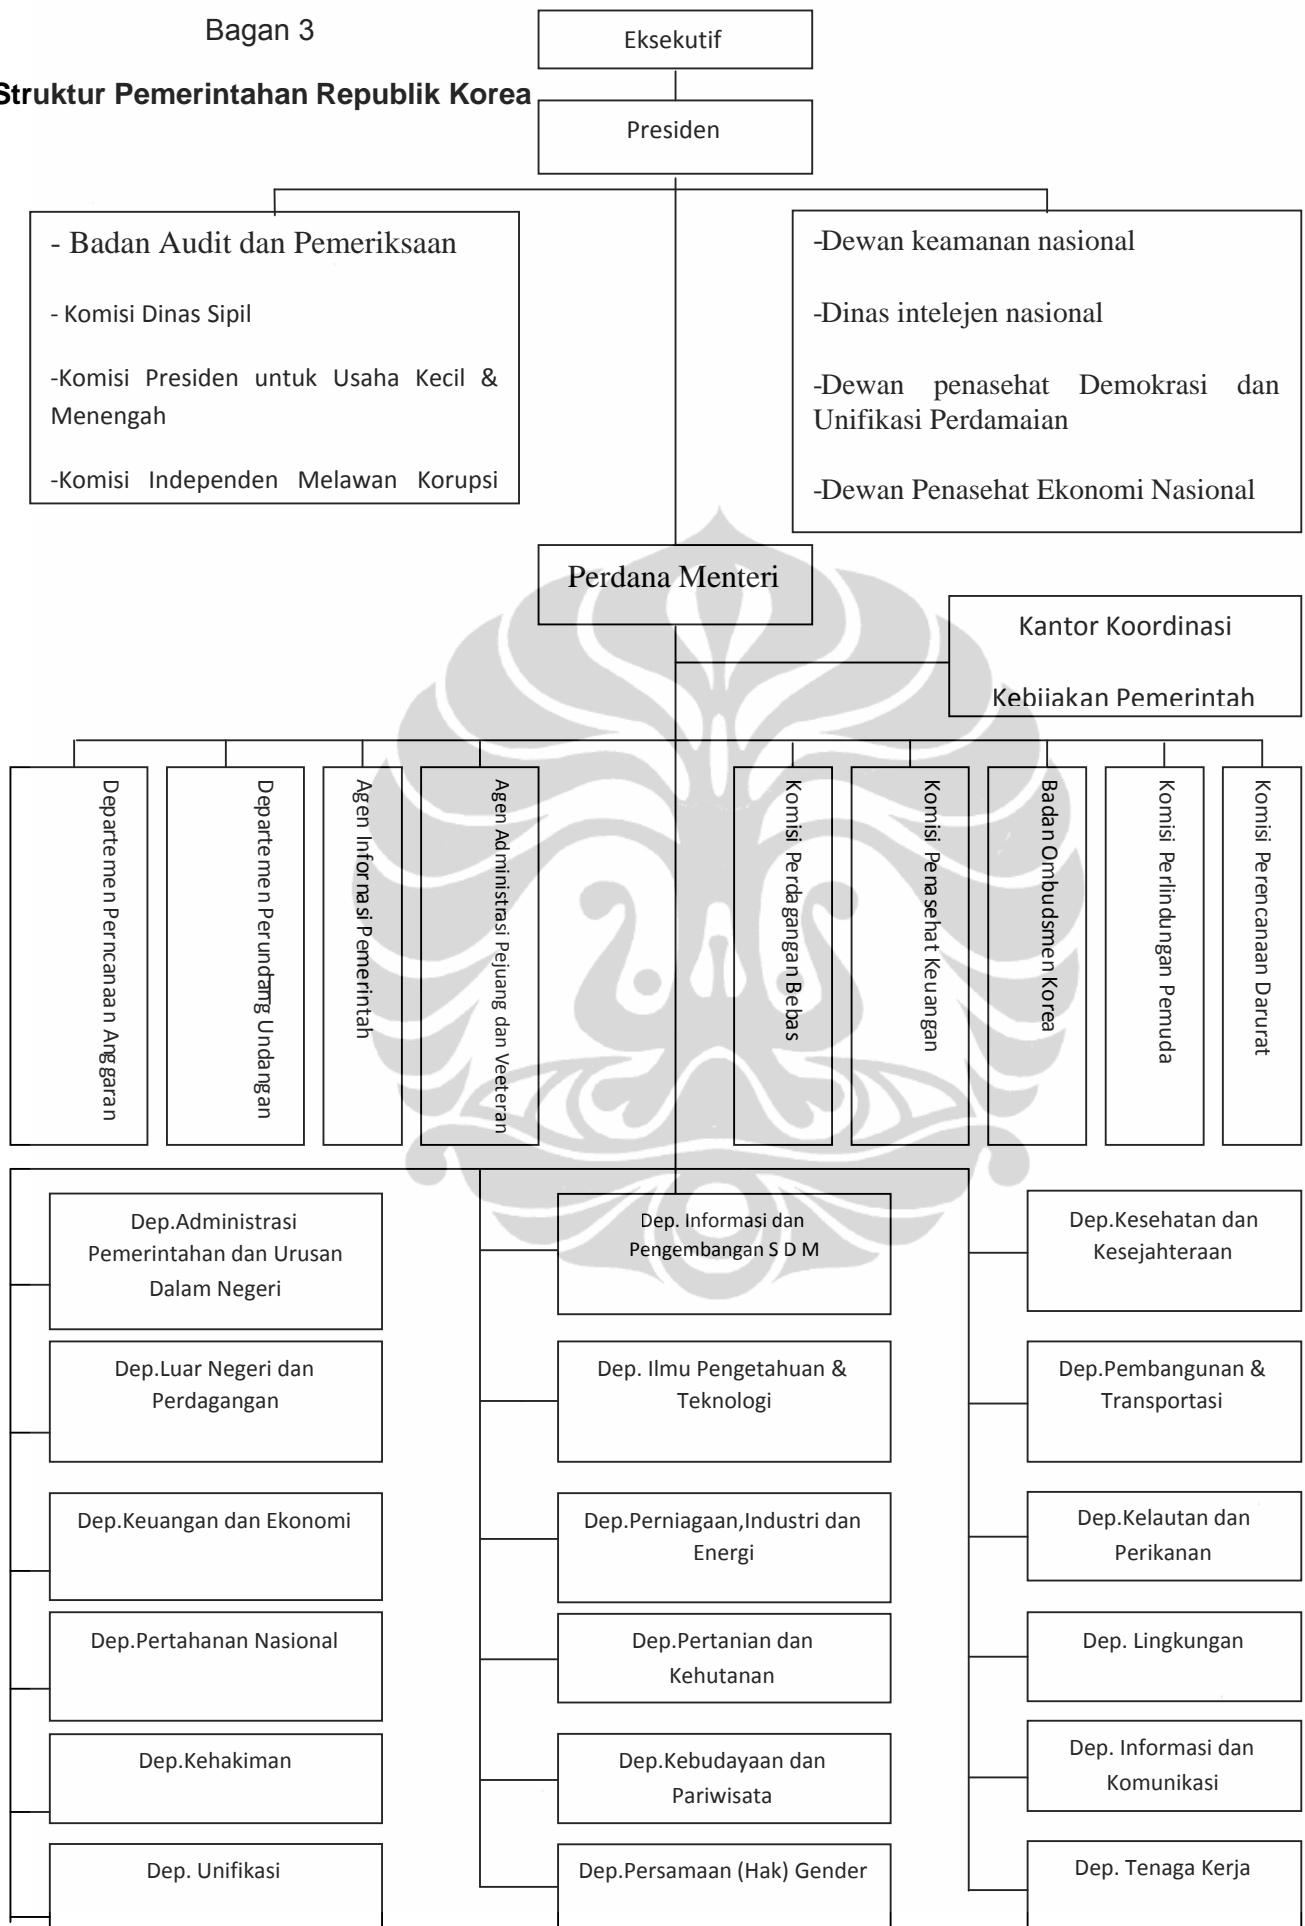 Bagan 3
Struktur Pemerintahan Republik Korea
Eksekutif
Presiden
- Badan Audit dan Pemeriksaan
- Komisi Dinas Sipil
-Komisi Presiden untuk Usaha Kecil &
Menengah
-Komisi Independen Melawan Korupsi
-Dewan keamanan nasional
-Dinas intelejen nasional
-Dewan penasehat Demokrasi dan
Unifikasi Perdamaian
-Dewan Penasehat Ekonomi Nasional
Perdana Menteri
Kantor Koordinasi
Kebijakan Pemerintah
Departemen Perncanaan Anggaran
Departemen Perundang Undangan
Agen Informasi Pemerintah
Agen Administrasi Pejuang dan Veeteran
Komisi Perdagangan Bebas
Komisi Penasehat Keuangan
Badan Ombudsmen Korea
Komisi Perlindungan Pemuda
Komisi Perencanaan Darurat
Dep.Administrasi
Pemerintahan dan Urusan
Dalam Negeri
Dep.Luar Negeri dan
Perdagangan
Dep.Keuangan dan Ekonomi
Dep.Pertahanan Nasional
Dep.Kehakiman
Dep. Unifikasi
Dep. Informasi dan
Pengembangan S D M
Dep. Ilmu Pengetahuan &
Teknologi
Dep.Perniagaan,Industri dan
Energi
Dep.Pertanian dan
Kehutanan
Dep.Kebudayaan dan
Pariwisata
Dep.Persamaan (Hak) Gender
Dep.Kesehatan dan
Kesejahteraan
Dep.Pembangunan &
Transportasi
Dep.Kelautan dan
Perikanan
Dep. Lingkungan
Dep. Informasi dan
Komunikasi
Dep. Tenaga Kerja